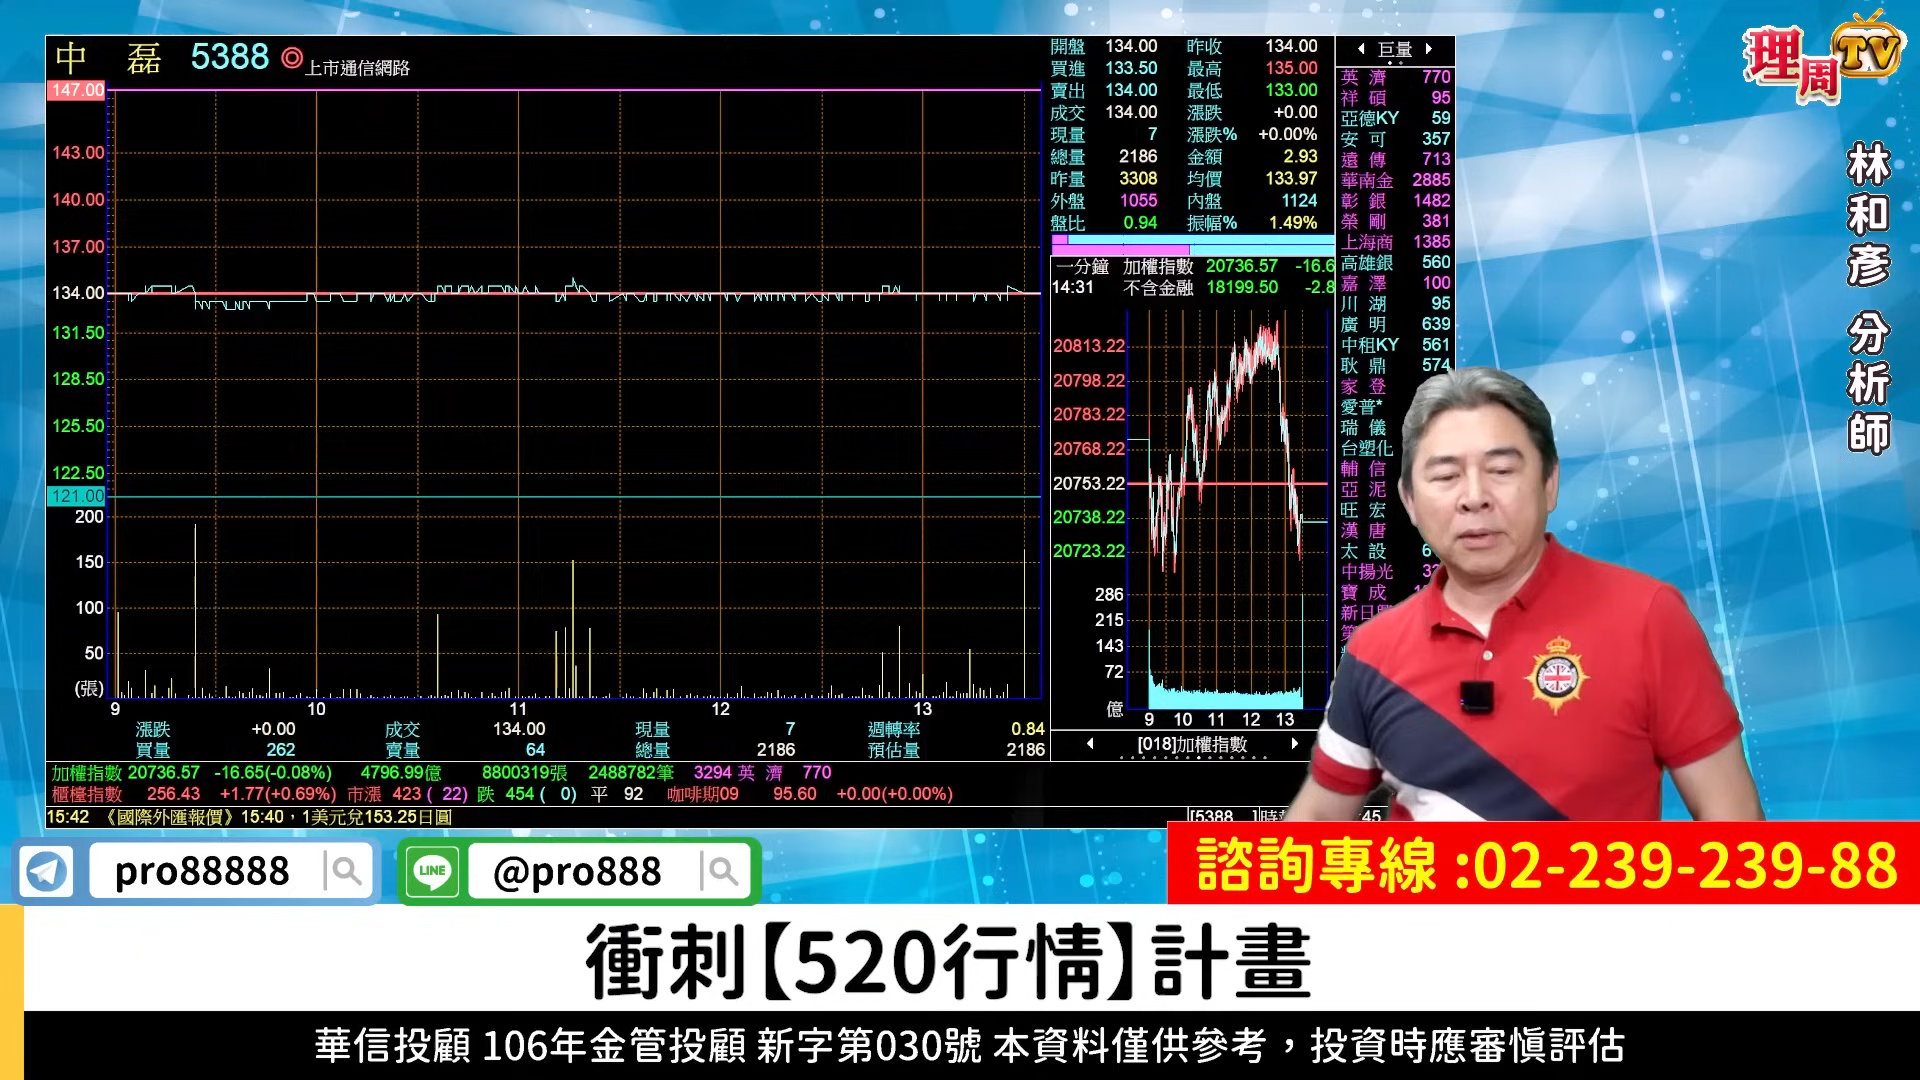 中 磊 5388 ◎上市通信網路
147.00
143.00
140.00
137.00
134.00
131.50
128.50
125.50
122.50
121.00
200
150
100
50
(張)
9 10 11 12 13
漲跌 +0.00 成交 134.00 現量 7 週轉率 0.84
買量 262 賣量 64 總量 2186 預估量 2186
開盤 134.00 昨收 134.00
買進 133.50 最高 135.00
賣出 134.00 最低 133.00
成交 134.00 漲跌 +0.00
現量 7 漲跌% +0.00%
總量 2186 金額 2.93
昨量 3308 均價 133.97
外盤 1055 內盤 1124
盤比 0.94 振幅% 1.49%
一分鐘 加權指數 20736.57 -16.6
14:31 不含金融 18199.50 -2.8
20813.22
20798.22
20783.22
20768.22
20753.22
20738.22
20723.22
286
215
143
72
億
9 10 11 12 13
[018]加權指數
巨量
英 濟 770
祥 碩 95
亞德KY 59
安 可 357
遠 傳 713
華南金 2885
彰 銀 1482
榮 剛 381
上海商 1385
高雄銀 560
嘉 澤 100
川 湖 95
廣 明 639
中租KY 561
耿 鼎 574
家 登
愛普*
瑞 儀
台塑化
輔 信
亞 泥
旺 宏
漢 唐
太 設 6
中揚光 3
寶 成
新日興
第
加權指數 20736.57 -16.65(-0.08%) 4796.99億 8800319張 2488782筆 3294 英 濟 770
櫃檯指數 256.43 +1.77(+0.69%) 市漲 423 ( 22) 跌 454 ( 0) 平 92 咖啡期09 95.60 +0.00(+0.00%)
15:42 《國際外匯報價》15:40，1美元兌153.25日圓
[5388 ]時 45
理周TV
林和彥 分析師
pro88888
LINE @pro888
諮詢專線 :02-239-239-88
衝刺【520行情】計畫
華信投顧 106年金管投顧 新字第030號 本資料僅供參考，投資時應審慎評估